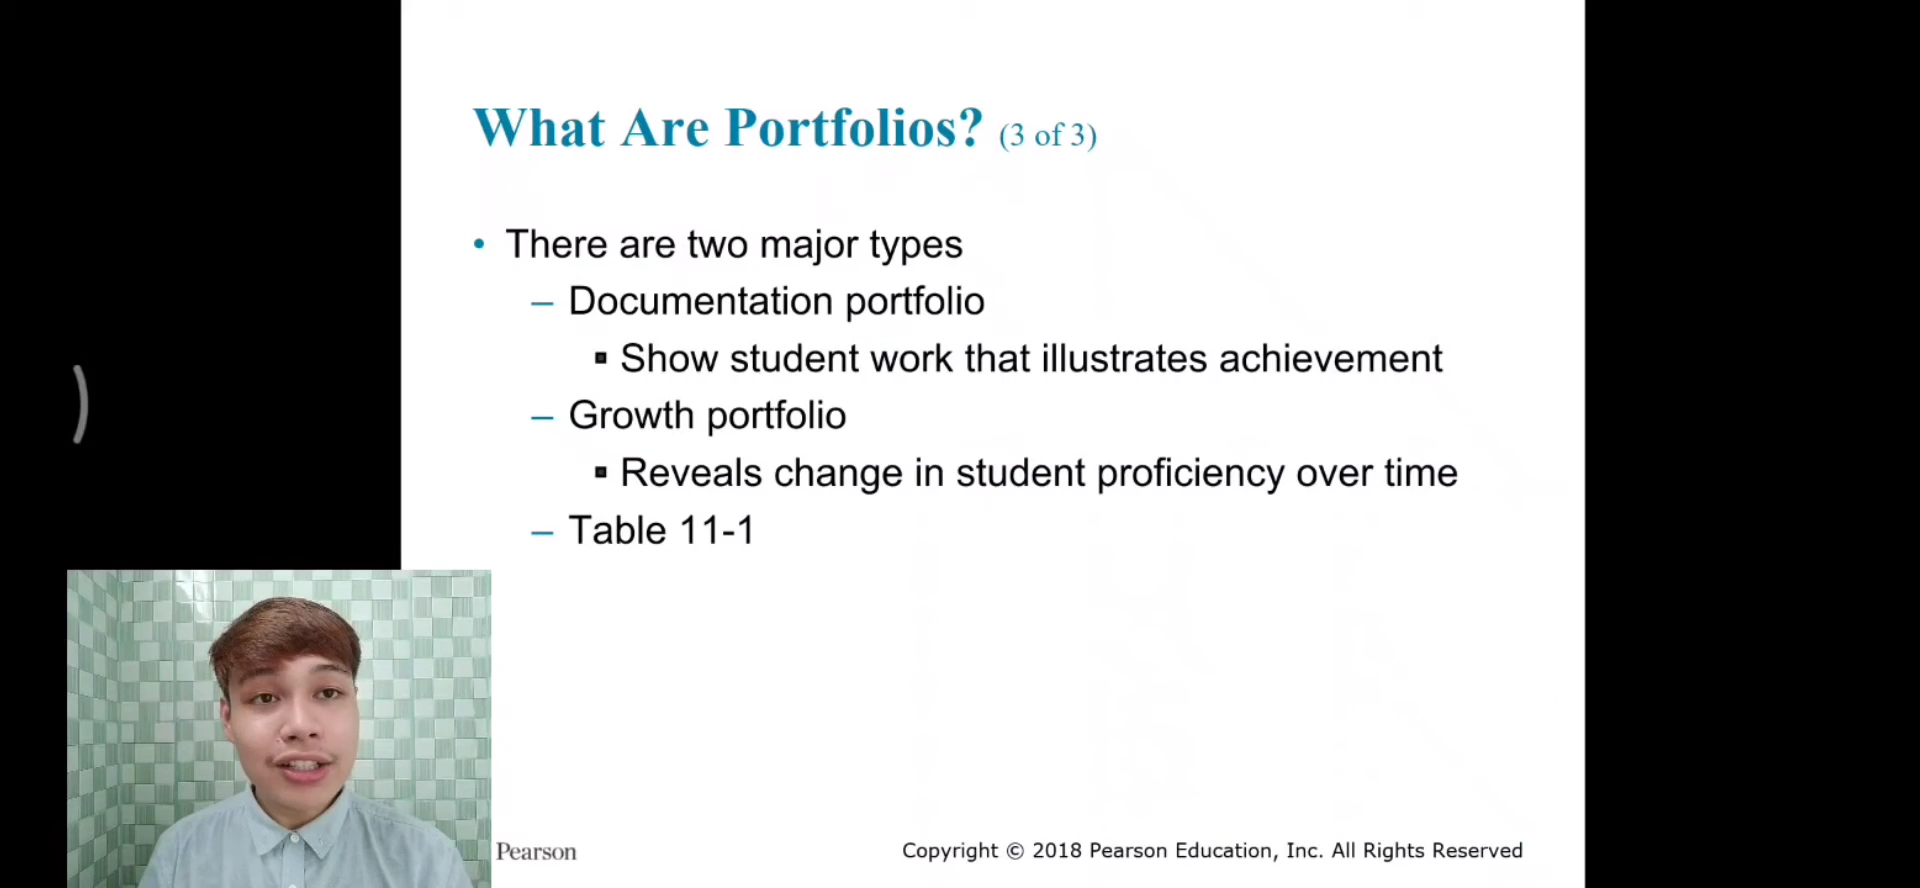 What Are Portfolios? (3 of 3)
• There are two major types
– Documentation portfolio
▪ Show student work that illustrates achievement
– Growth portfolio
▪ Reveals change in student proficiency over time
– Table 11-1
Pearson
Copyright © 2018 Pearson Education, Inc. All Rights Reserved